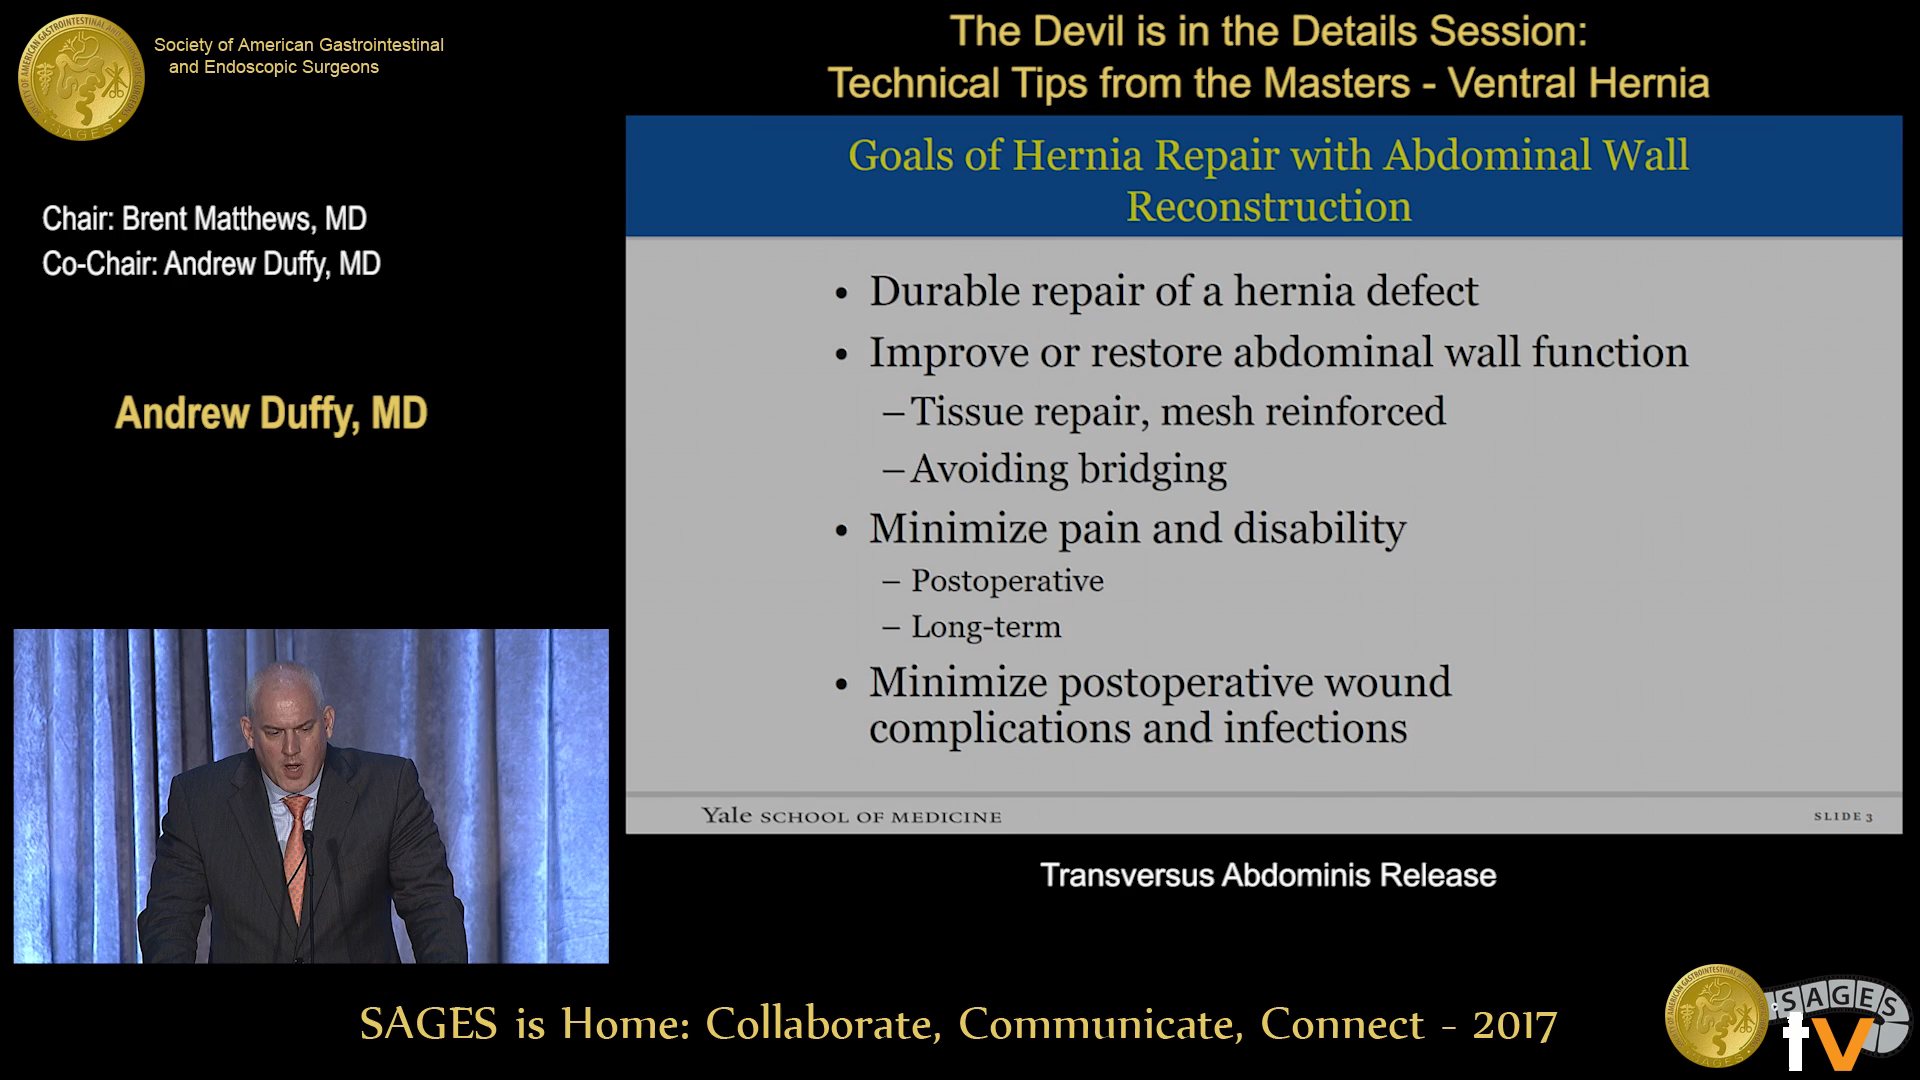 Society of American Gastrointestinal
and Endoscopic Surgeons
SAGES
The Devil is in the Details Session:
Technical Tips from the Masters - Ventral Hernia
Chair: Brent Matthews, MD
Co-Chair: Andrew Duffy, MD
Andrew Duffy, MD
Goals of Hernia Repair with Abdominal Wall
Reconstruction
• Durable repair of a hernia defect
• Improve or restore abdominal wall function
– Tissue repair, mesh reinforced
– Avoiding bridging
• Minimize pain and disability
– Postoperative
– Long-term
• Minimize postoperative wound
complications and infections
Yale SCHOOL OF MEDICINE
SLIDE 3
Transversus Abdominis Release
SAGES is Home: Collaborate, Communicate, Connect - 2017
SAGES
tv